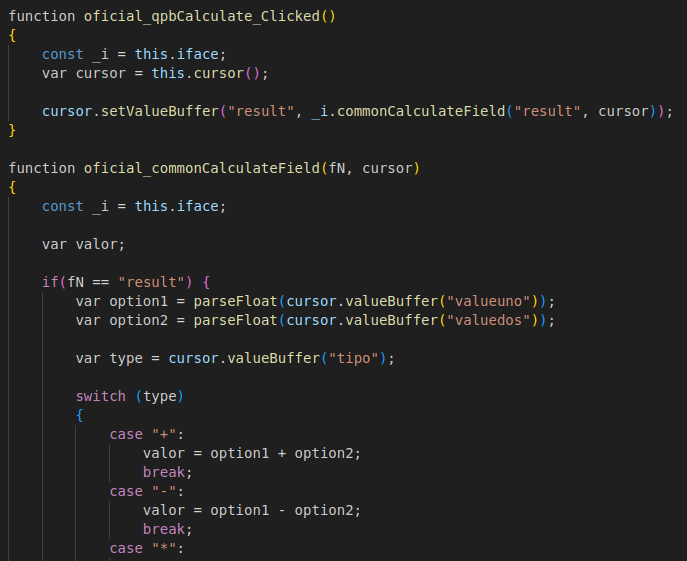 function oficial_qpbCalculate_Clicked()
{
    const _i = this.iface;
    var cursor = this.cursor();

    cursor.setValueBuffer("result", _i.commonCalculateField("result", cursor));
}

function oficial_commonCalculateField(fN, cursor)
{
    const _i = this.iface;

    var valor;

    if(fN == "result") {
        var option1 = parseFloat(cursor.valueBuffer("valueuno"));
        var option2 = parseFloat(cursor.valueBuffer("valuedos"));

        var type = cursor.valueBuffer("tipo");

        switch (type)
        {
            case "+":
                valor = option1 + option2;
                break;
            case "-":
                valor = option1 - option2;
                break;
            case "*":